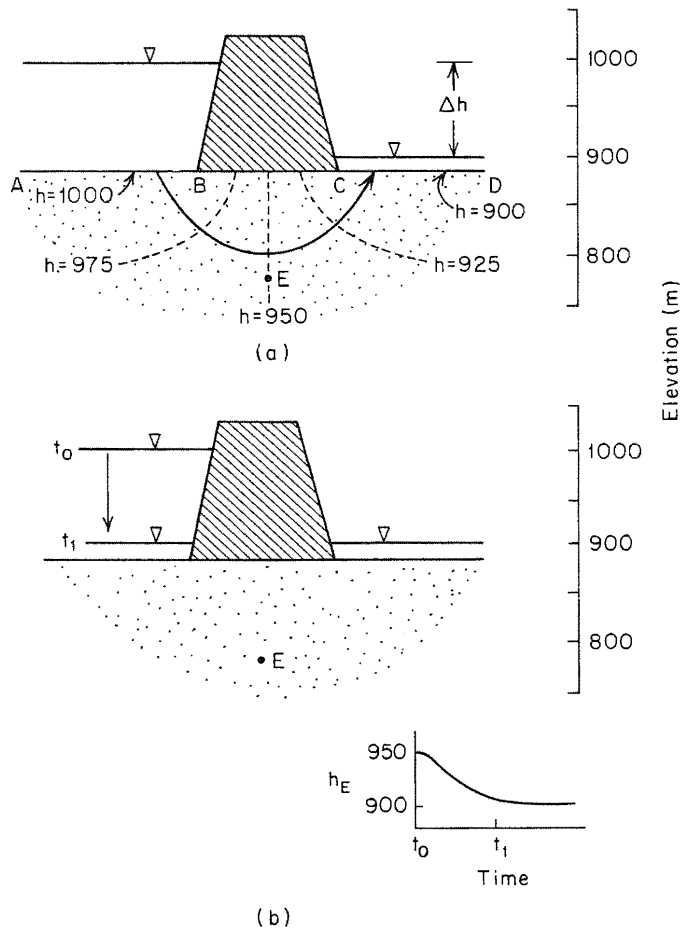 1000
Δh
900
A
B
C
D
h=1000
h=900
h=975
h=925
800
E
h=950
(a)
Elevation (m)
t₀
1000
t₁
900
E
800
950
hE
900
t₀
t₁
Time
(b)